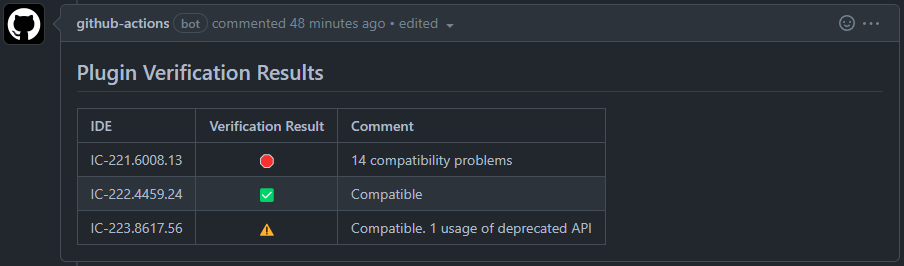 github-actions bot commented 48 minutes ago • edited
Plugin Verification Results
IDE Verification Result Comment
IC-221.6008.13 14 compatibility problems
IC-222.4459.24 Compatible
IC-223.8617.56 Compatible. 1 usage of deprecated API